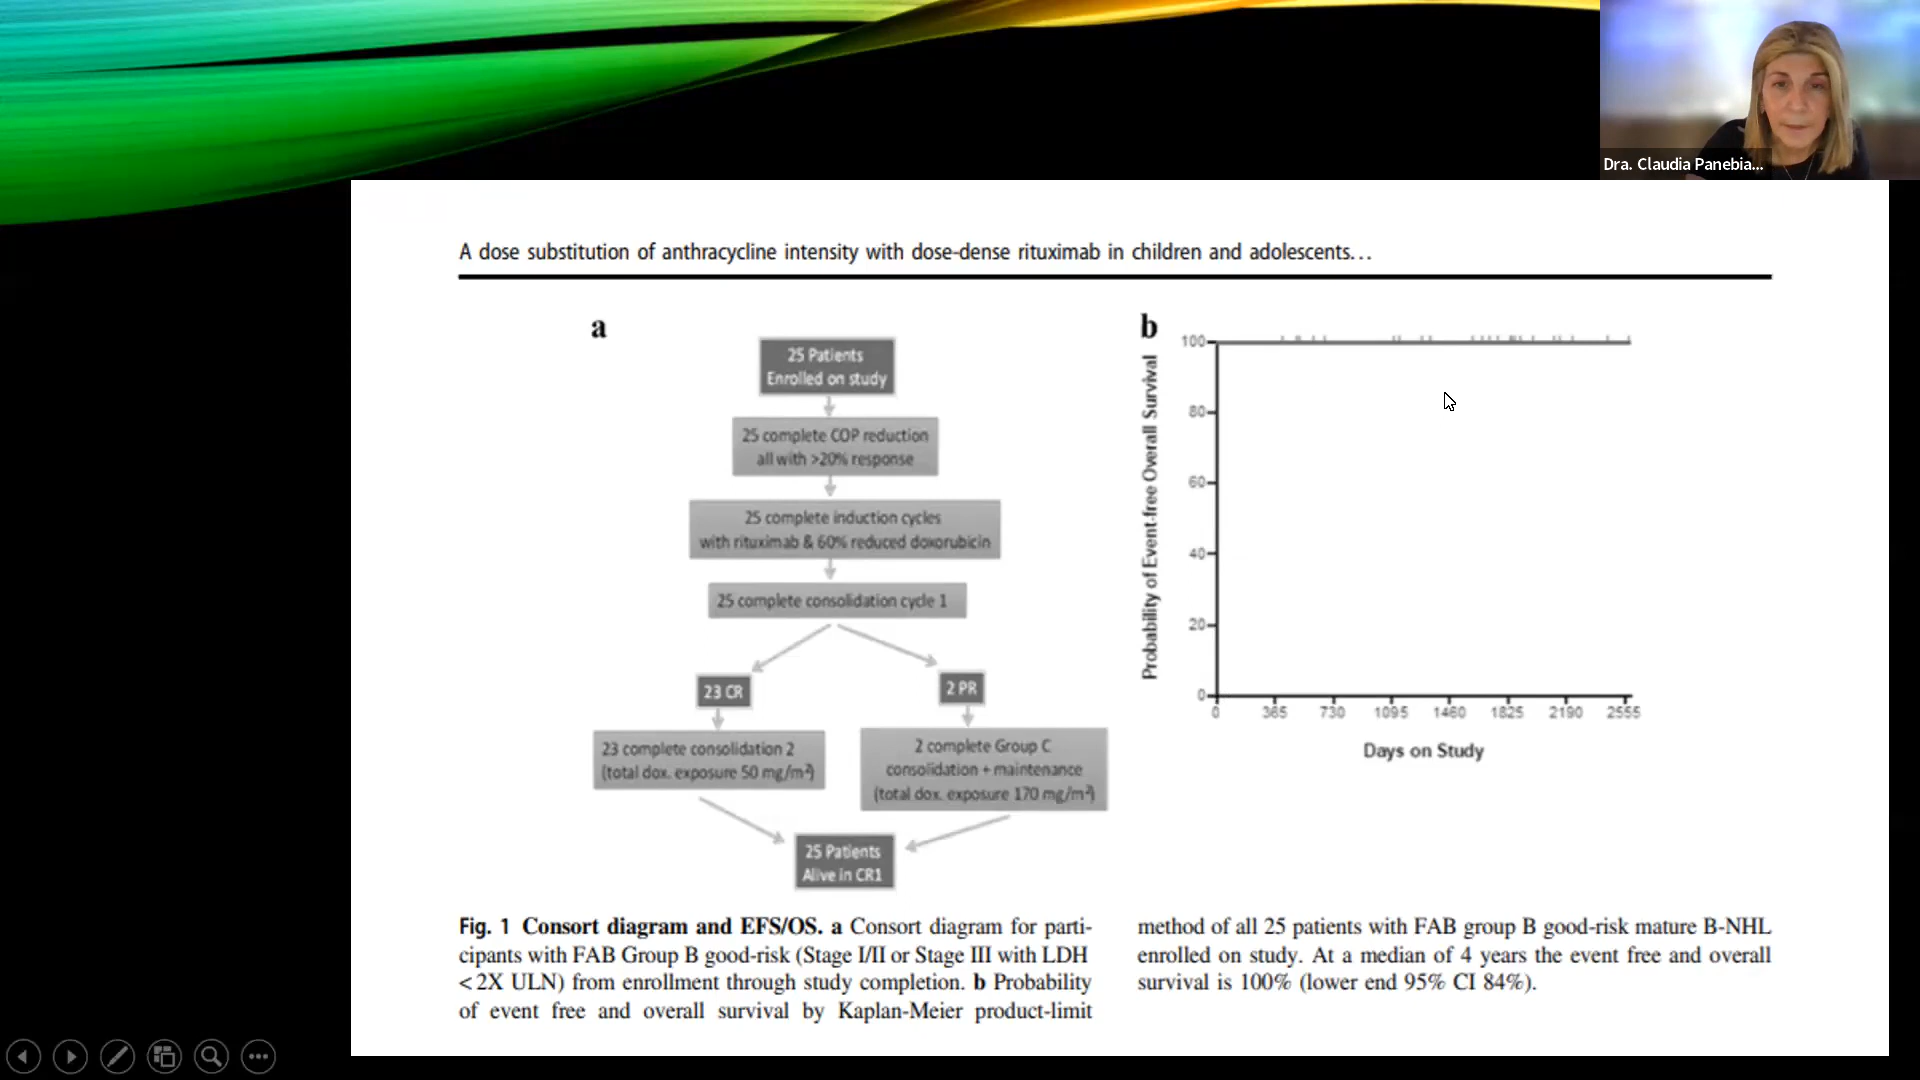 Dra. Claudia Panebia...
A dose substitution of anthracycline intensity with dose-dense rituximab in children and adolescents...
a
25 Patients
Enrolled on study
25 complete COP reduction
all with >20% response
25 complete induction cycles
with rituximab & 60% reduced doxorubicin
25 complete consolidation cycle 1
23 CR
2 PR
23 complete consolidation 2
(total dox. exposure 50 mg/m²)
2 complete Group C
consolidation + maintenance
(total dox. exposure 170 mg/m²)
25 Patients
Alive in CR1
b
Probability of Event-free Overall Survival
100
80
60
40
20
0
0 365 730 1095 1460 1825 2190 2555
Days on Study
Fig. 1 Consort diagram and EFS/OS. a Consort diagram for parti-
cipants with FAB Group B good-risk (Stage I/II or Stage III with LDH
<2X ULN) from enrollment through study completion. b Probability
of event free and overall survival by Kaplan-Meier product-limit
method of all 25 patients with FAB group B good-risk mature B-NHL
enrolled on study. At a median of 4 years the event free and overall
survival is 100% (lower end 95% CI 84%).